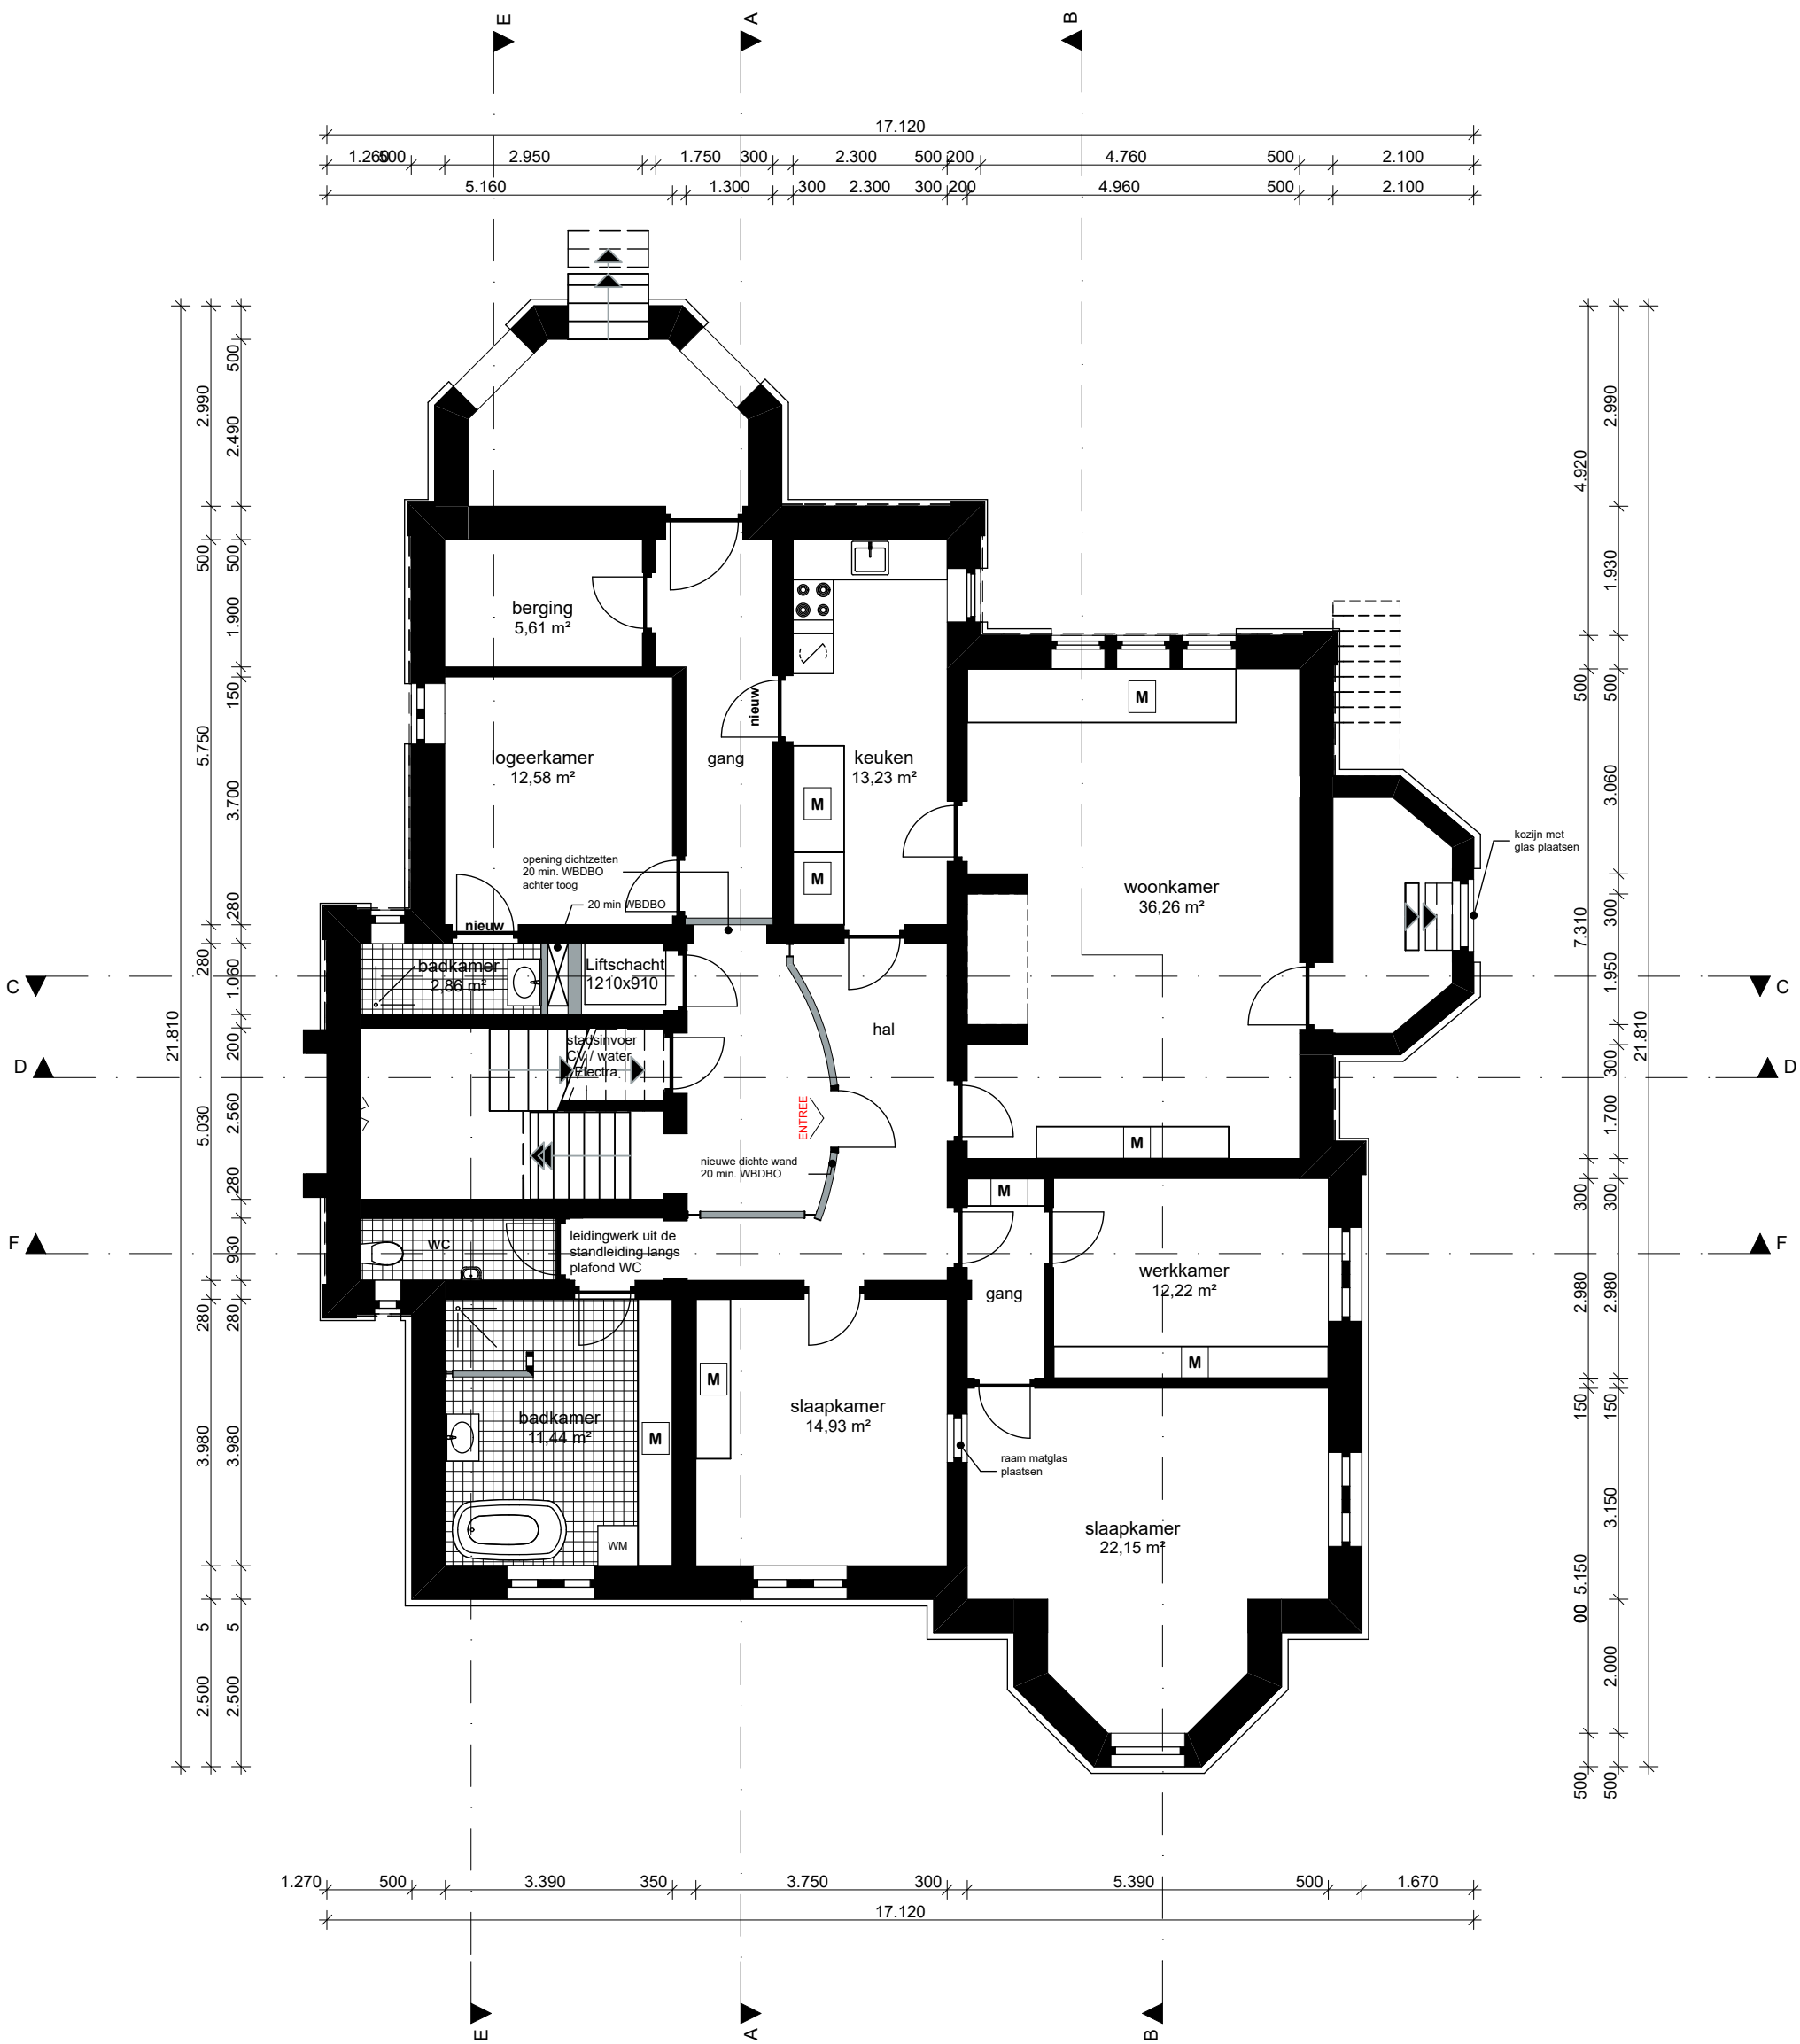 E
A
B
17.120
1.260 500 2.950 1.750 300 2.300 500 200 4.760 500 2.100
5.160 1.300 300 2.300 300 200 4.960 500 2.100
21.810
2.990
500
5.750
280
5.030
280
3.980
5
2.500
500
2.490
500
1.900
150
3.700
280
1.060
200
2.560
280
930
280
3.980
5
2.500
berging
5,61 m²
logeerkamer
12,58 m²
gang
nieuw
keuken
13,23 m²
M
M
M
opening dichtzetten
20 min. WBDBO
achter toog
20 min WBDBO
nieuw
badkamer
2,86 m²
Liftschacht
1210x910
hal
stadsinvoer
CV / water
Electra
ENTREE
nieuwe dichte wand
20 min. WBDBO
woonkamer
36,26 m²
kozijn met
glas plaatsen
M
M
WC
leidingwerk uit de
standleiding langs
plafond WC
gang
werkkamer
12,22 m²
M
badkamer
11,44 m²
M
WM
M
slaapkamer
14,93 m²
raam matglas
plaatsen
slaapkamer
22,15 m²
4.920
500
7.310
300
2.980
150
5.150
00
500
2.990
1.930
500
3.060
300
1.950
300
1.700
300
2.980
150
3.150
2.000
500
21.810
C
C
D
D
F
F
1.270 500 3.390 350 3.750 300 5.390 500 1.670
17.120
E
A
B